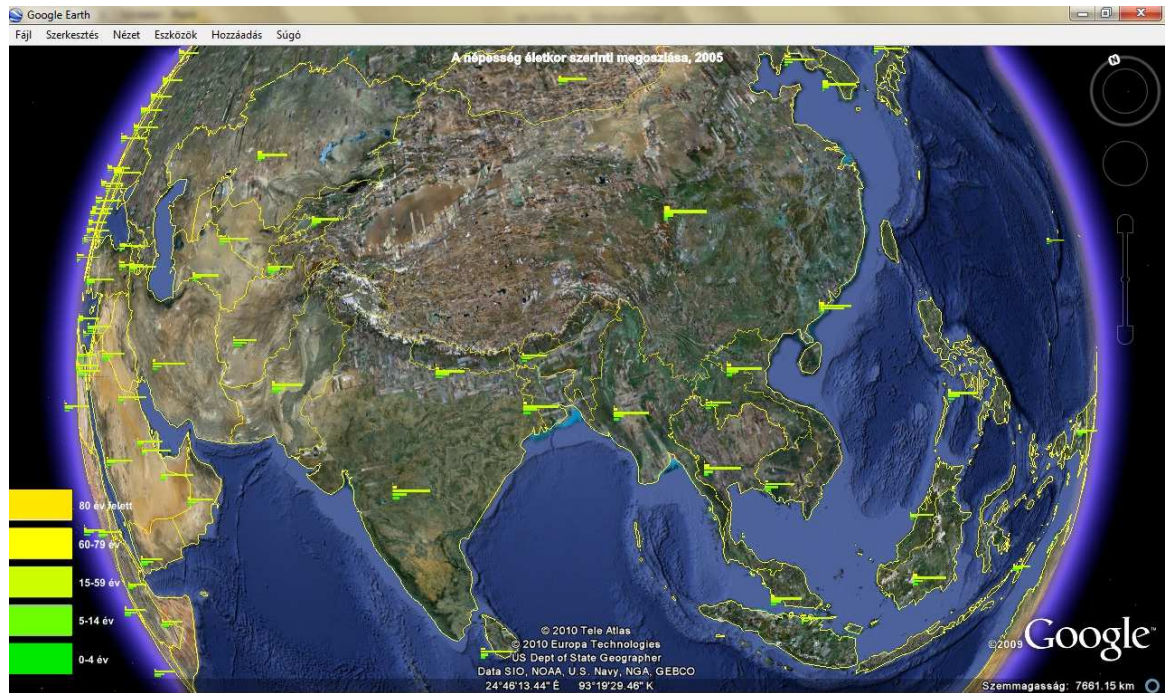 Google Earth
Fájl Szerkesztés Nézet Eszközök Hozzáadás Súgó
A népesség életkor szerinti megoszlása, 2005
N
80 év felett
60-79 év
15-59 év
5-14 év
0-4 év
© 2010 Tele Atlas
© 2010 Europa Technologies
US Dept of State Geographer
Data SIO, NOAA, U.S. Navy, NGA, GEBCO
©2009 Google™
24°46'13.44" É 93°19'29.46" K
Szemmagasság: 7661.15 km